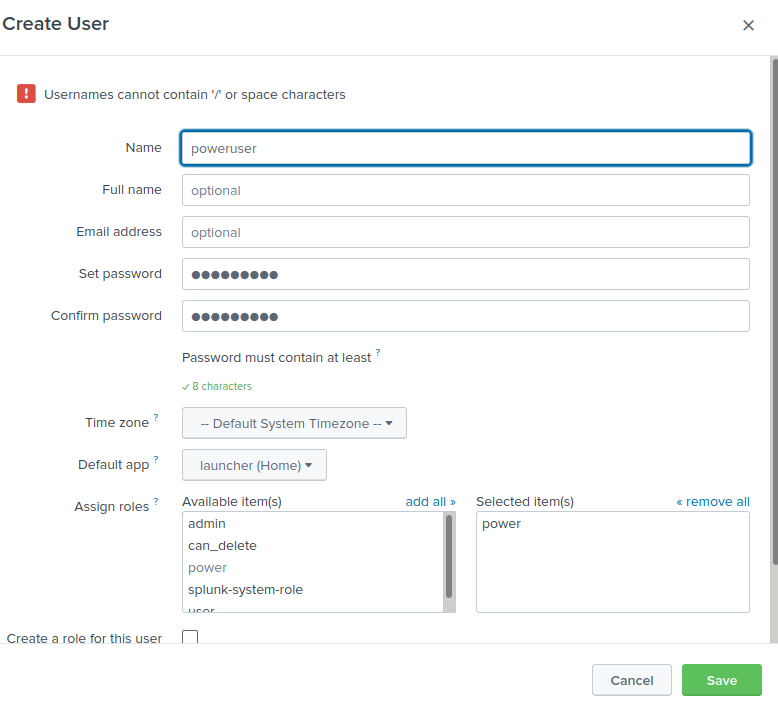 Create User
×
! Usernames cannot contain '/' or space characters
Name poweruser
Full name optional
Email address optional
Set password ●●●●●●●●●
Confirm password ●●●●●●●●●
Password must contain at least ?
✓ 8 characters
Time zone ? -- Default System Timezone --
Default app ? launcher (Home)
Assign roles ? Available item(s) add all » Selected item(s) « remove all
admin power
can_delete
power
splunk-system-role
user
Create a role for this user
Cancel Save